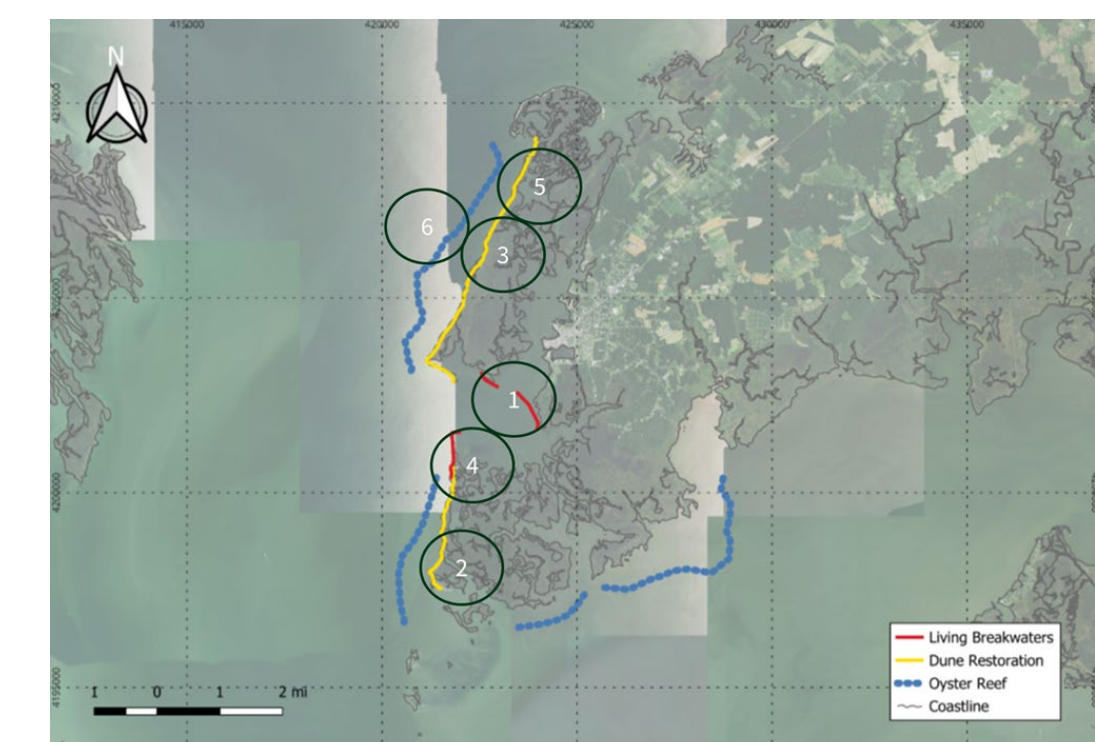 415000 420000 425000 430000 435000
N
5
6
3
1
4
2
4200000
4195000
Living Breakwaters
Dune Restoration
Oyster Reef
Coastline
1 0 1 2 mi